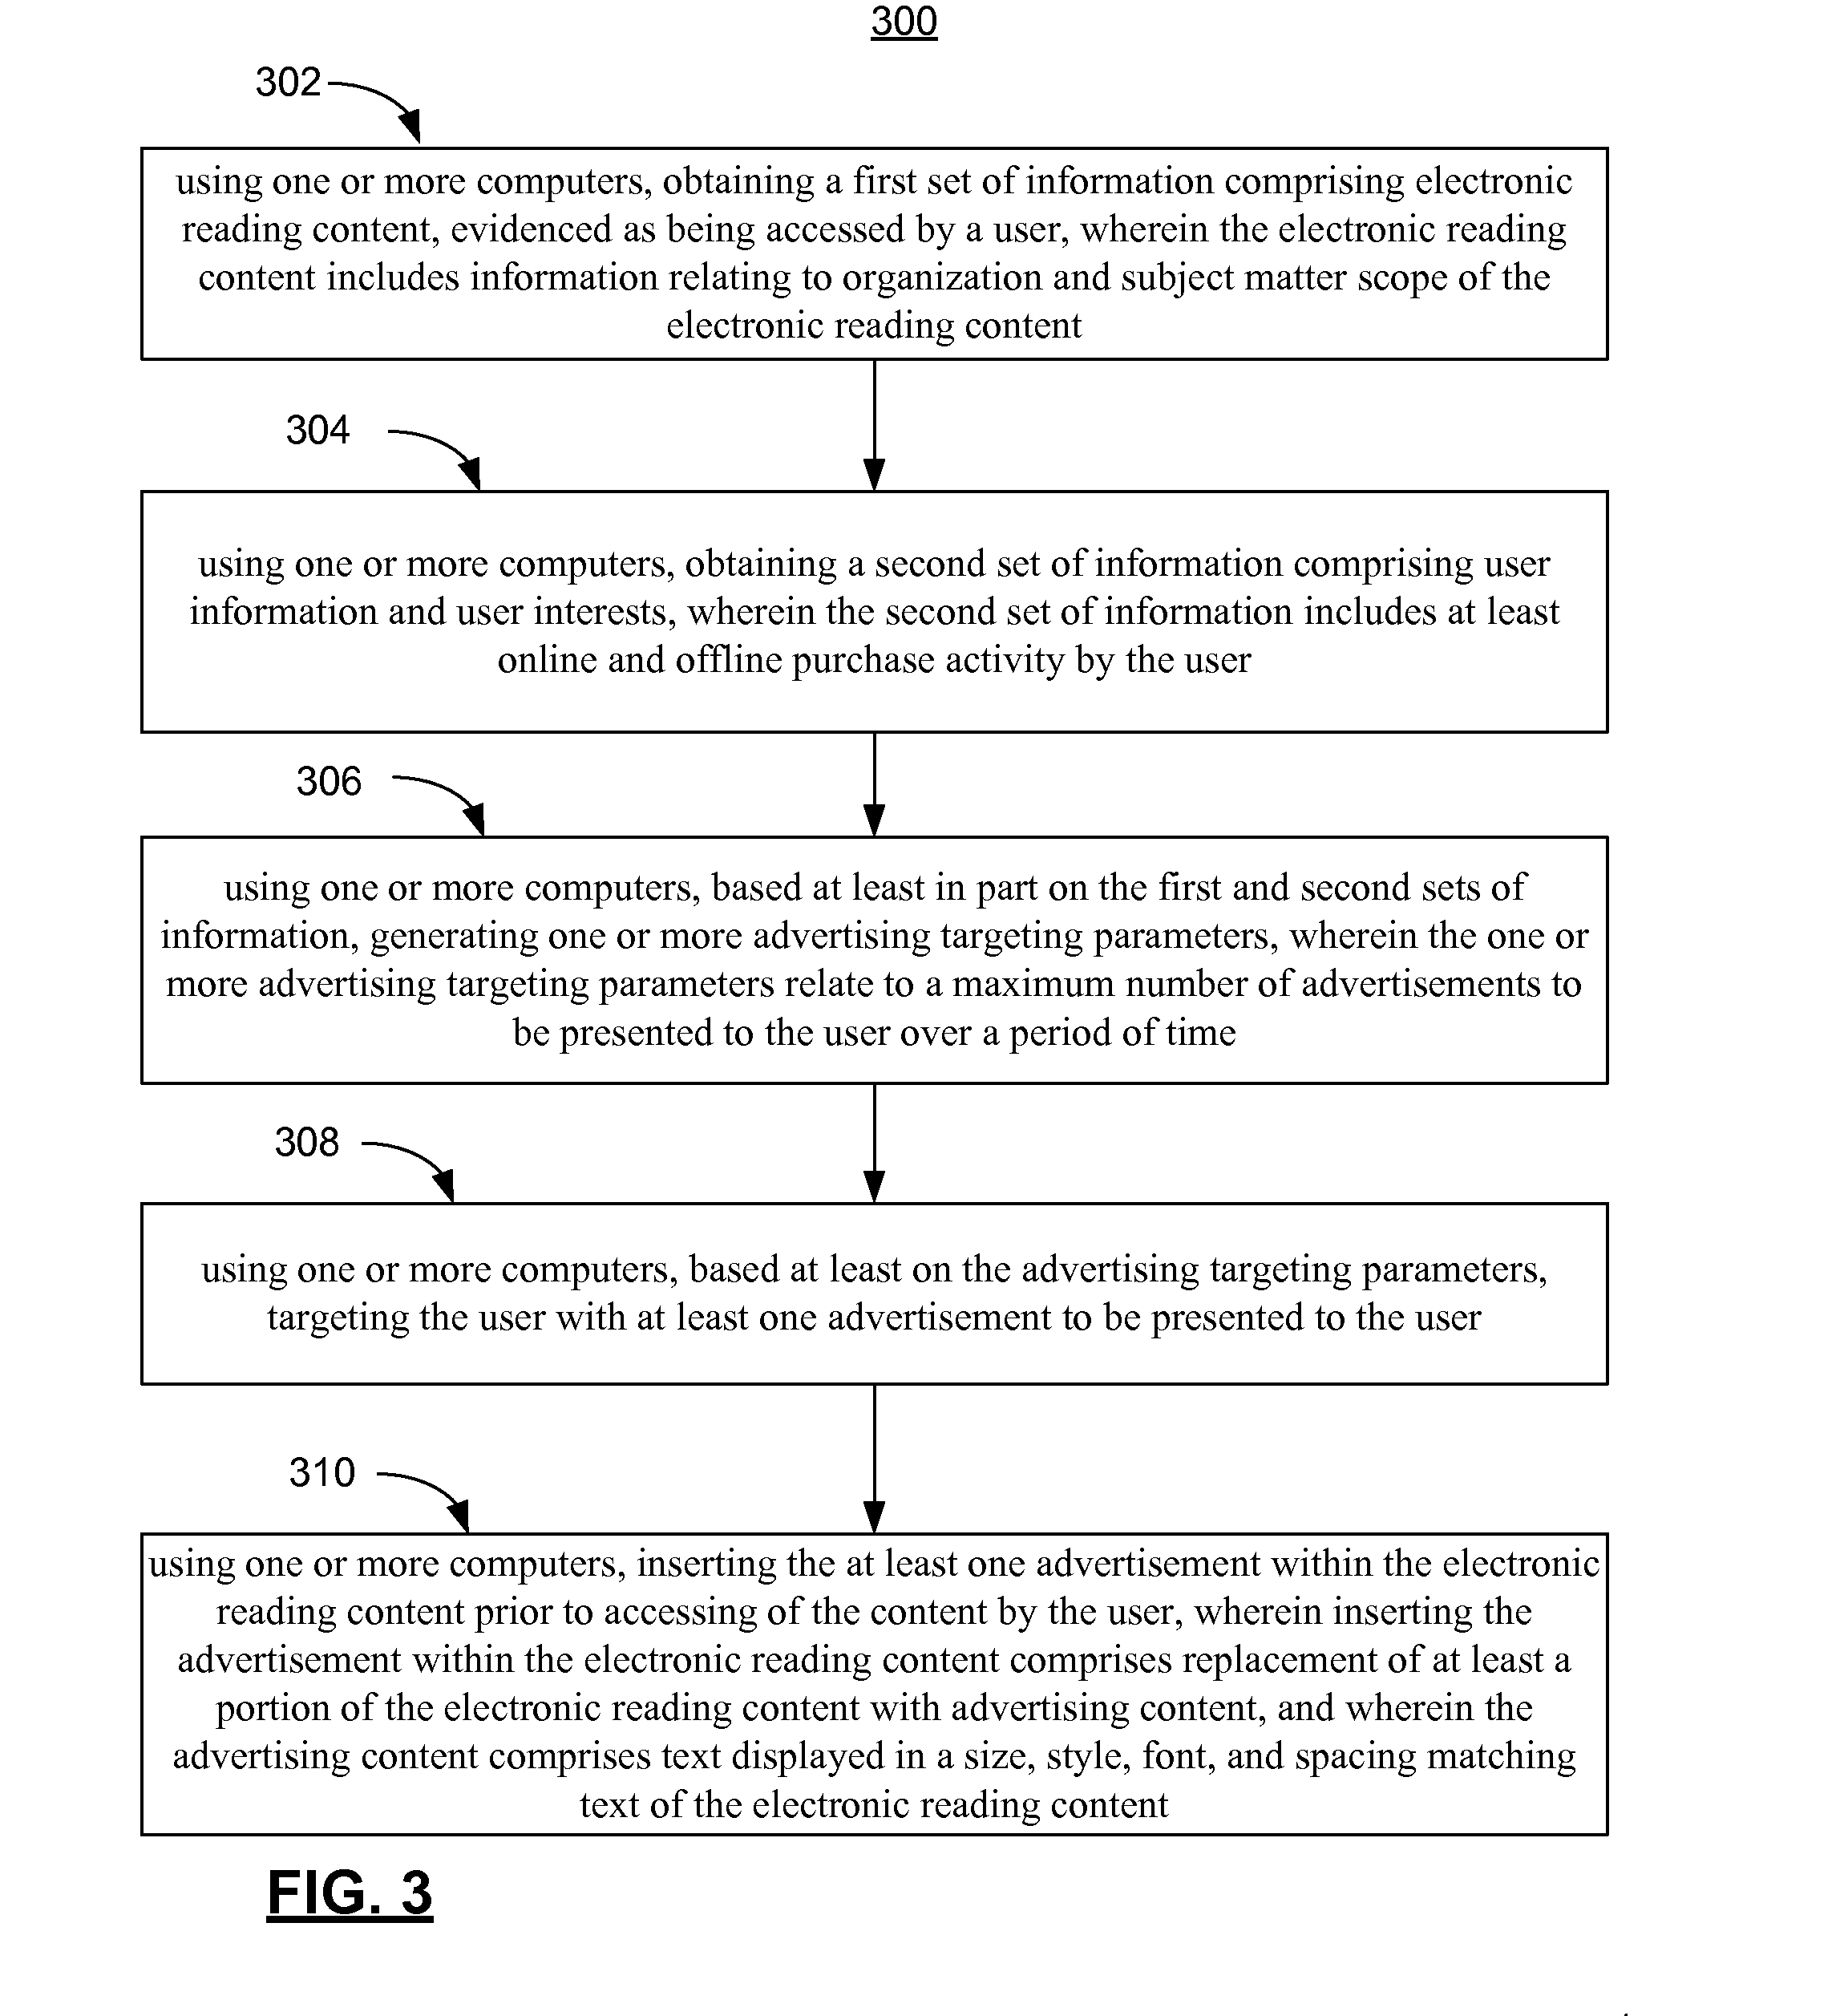 300
302
using one or more computers, obtaining a first set of information comprising electronic
reading content, evidenced as being accessed by a user, wherein the electronic reading
content includes information relating to organization and subject matter scope of the
electronic reading content
304
using one or more computers, obtaining a second set of information comprising user
information and user interests, wherein the second set of information includes at least
online and offline purchase activity by the user
306
using one or more computers, based at least in part on the first and second sets of
information, generating one or more advertising targeting parameters, wherein the one or
more advertising targeting parameters relate to a maximum number of advertisements to
be presented to the user over a period of time
308
using one or more computers, based at least on the advertising targeting parameters,
targeting the user with at least one advertisement to be presented to the user
310
using one or more computers, inserting the at least one advertisement within the electronic
reading content prior to accessing of the content by the user, wherein inserting the
advertisement within the electronic reading content comprises replacement of at least a
portion of the electronic reading content with advertising content, and wherein the
advertising content comprises text displayed in a size, style, font, and spacing matching
text of the electronic reading content
FIG. 3